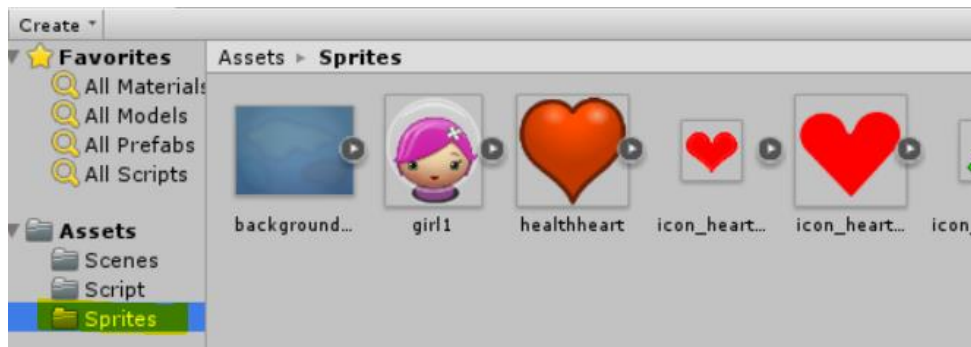 Create
Favorites
All Materials
All Models
All Prefabs
All Scripts
Assets
Scenes
Script
Sprites
Assets ▸ Sprites
background...
girl1
healthheart
icon_heart...
icon_heart...
icon_